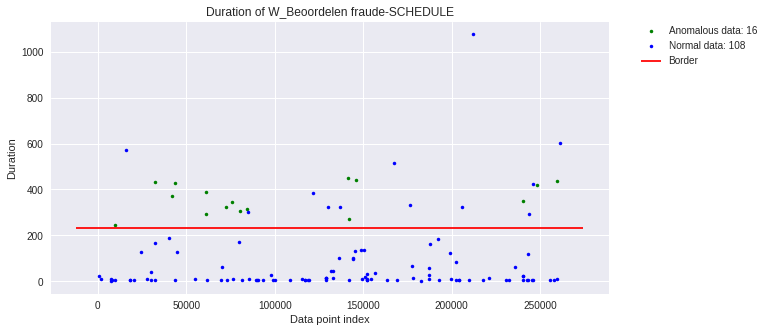 Duration of W_Beoordelen fraude-SCHEDULE
Anomalous data: 16
Normal data: 108
Border
Duration
1000
800
600
400
200
0
0
50000
100000
150000
200000
250000
Data point index